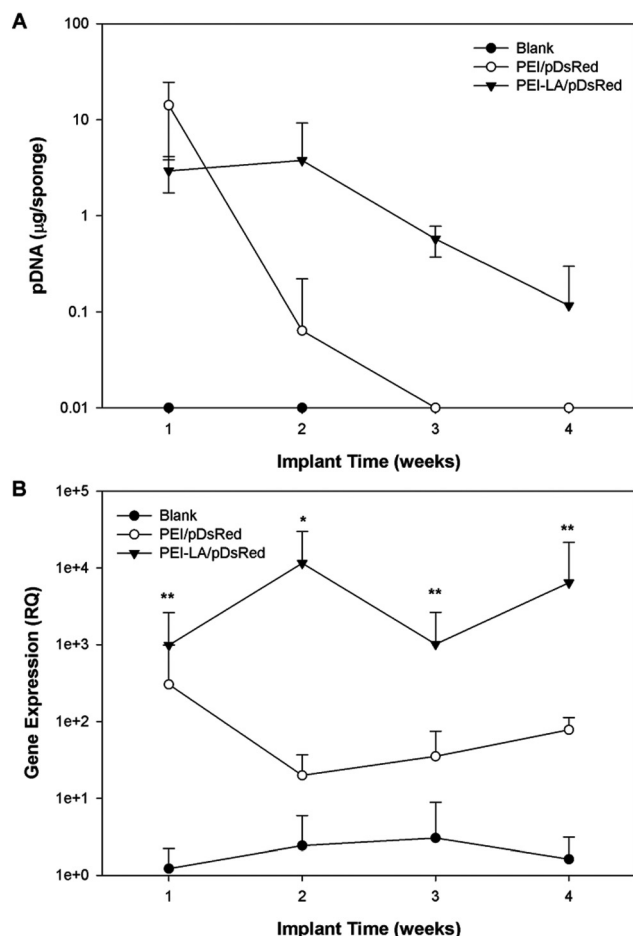 A
100
10
1
0.1
0.01
pDNA (µg/sponge)
Blank
PEI/pDsRed
PEI-LA/pDsRed
1 2 3 4
Implant Time (weeks)
B
1e+5
1e+4
1e+3
1e+2
1e+1
1e+0
Gene Expression (RQ)
Blank
PEI/pDsRed
PEI-LA/pDsRed
** * ** **
1 2 3 4
Implant Time (weeks)